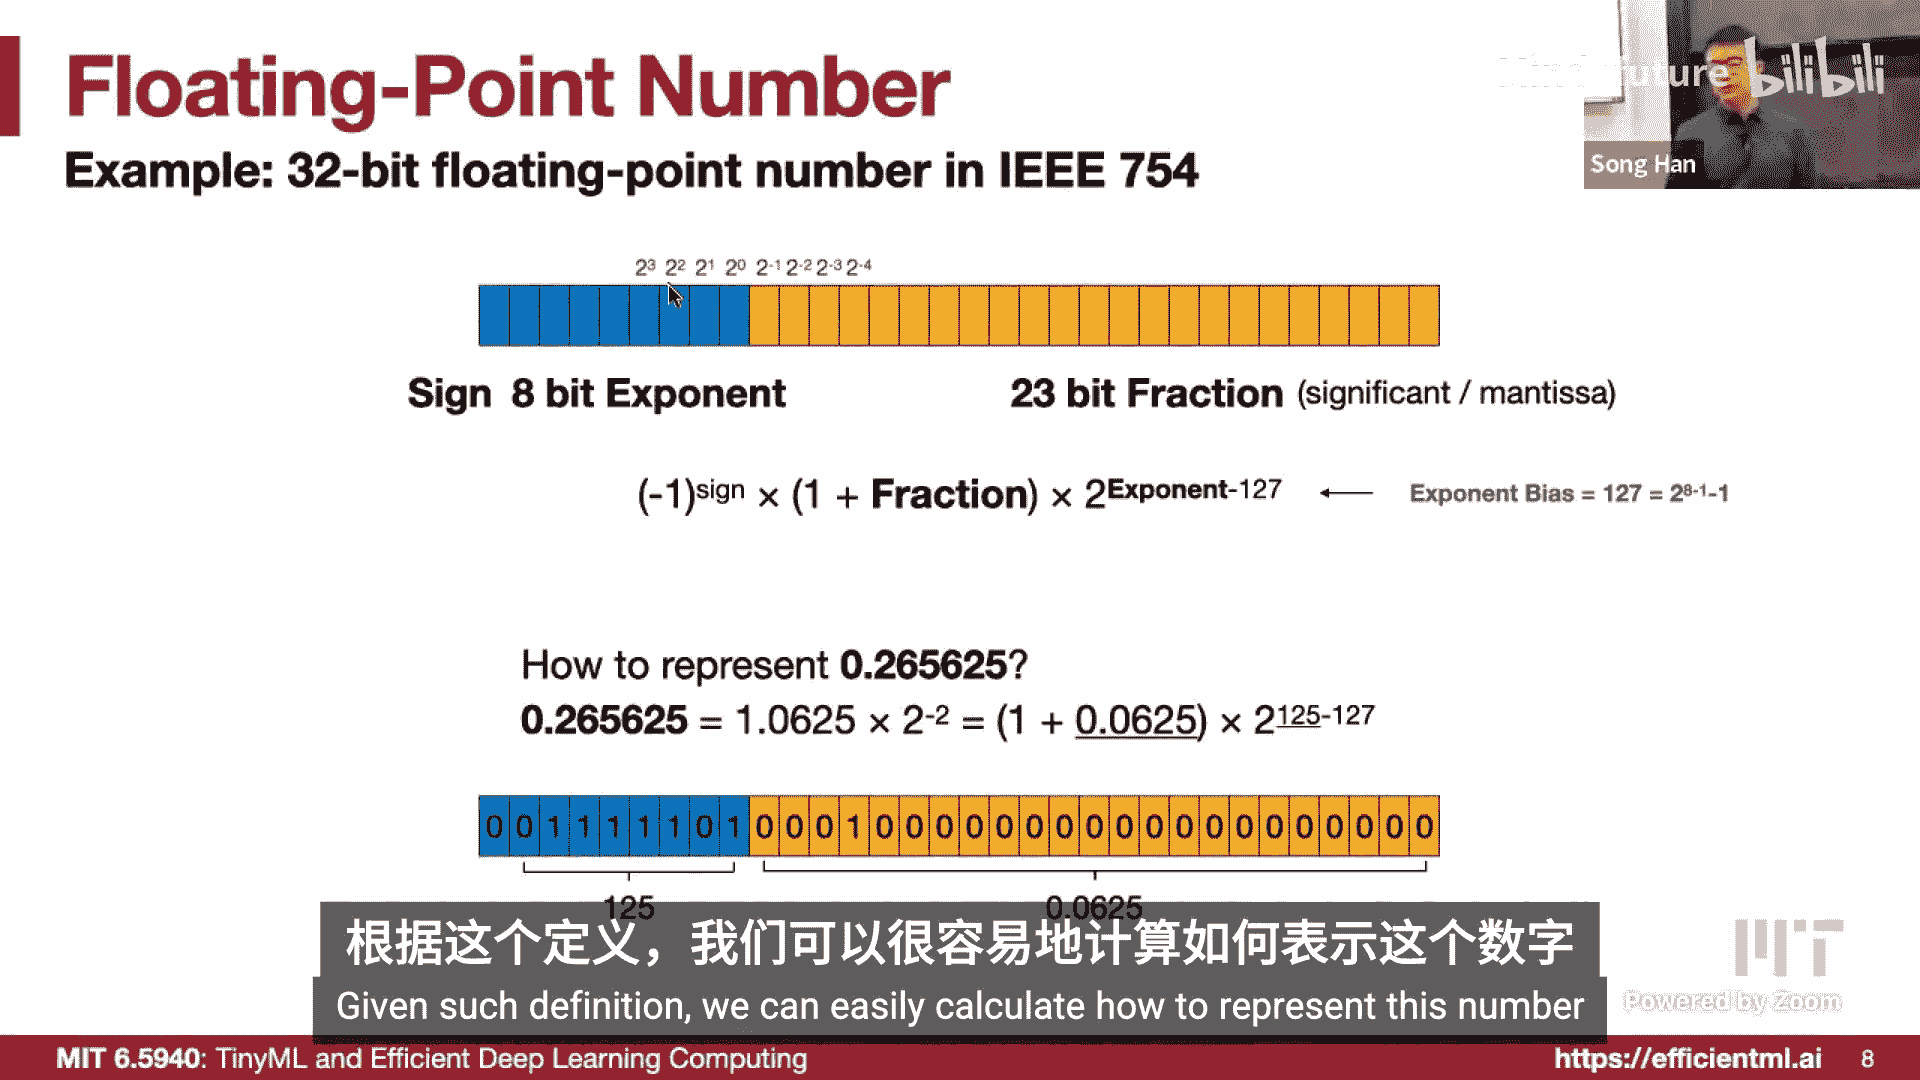 Floating-Point Number
Example: 32-bit floating-point number in IEEE 754
uture bilibili
Song Han
2³ 2² 2¹ 2⁰ 2⁻¹ 2⁻² 2⁻³ 2⁻⁴
Sign 8 bit Exponent 23 bit Fraction (significant / mantissa)
(-1)^sign × (1 + Fraction) × 2^Exponent-127 ← Exponent Bias = 127 = 2⁸⁻¹-1
How to represent 0.265625?
0.265625 = 1.0625 × 2⁻² = (1 + 0.0625) × 2¹²⁵⁻¹²⁷
0 0 1 1 1 1 1 0 1 0 0 0 1 0 0 0 0 0 0 0 0 0 0 0 0 0 0 0 0 0 0 0
125 0.0625
根据这个定义，我们可以很容易地计算如何表示这个数字
Given such definition, we can easily calculate how to represent this number
MIT
Powered by Zoom
MIT 6.5940: TinyML and Efficient Deep Learning Computing https://efficientml.ai 8